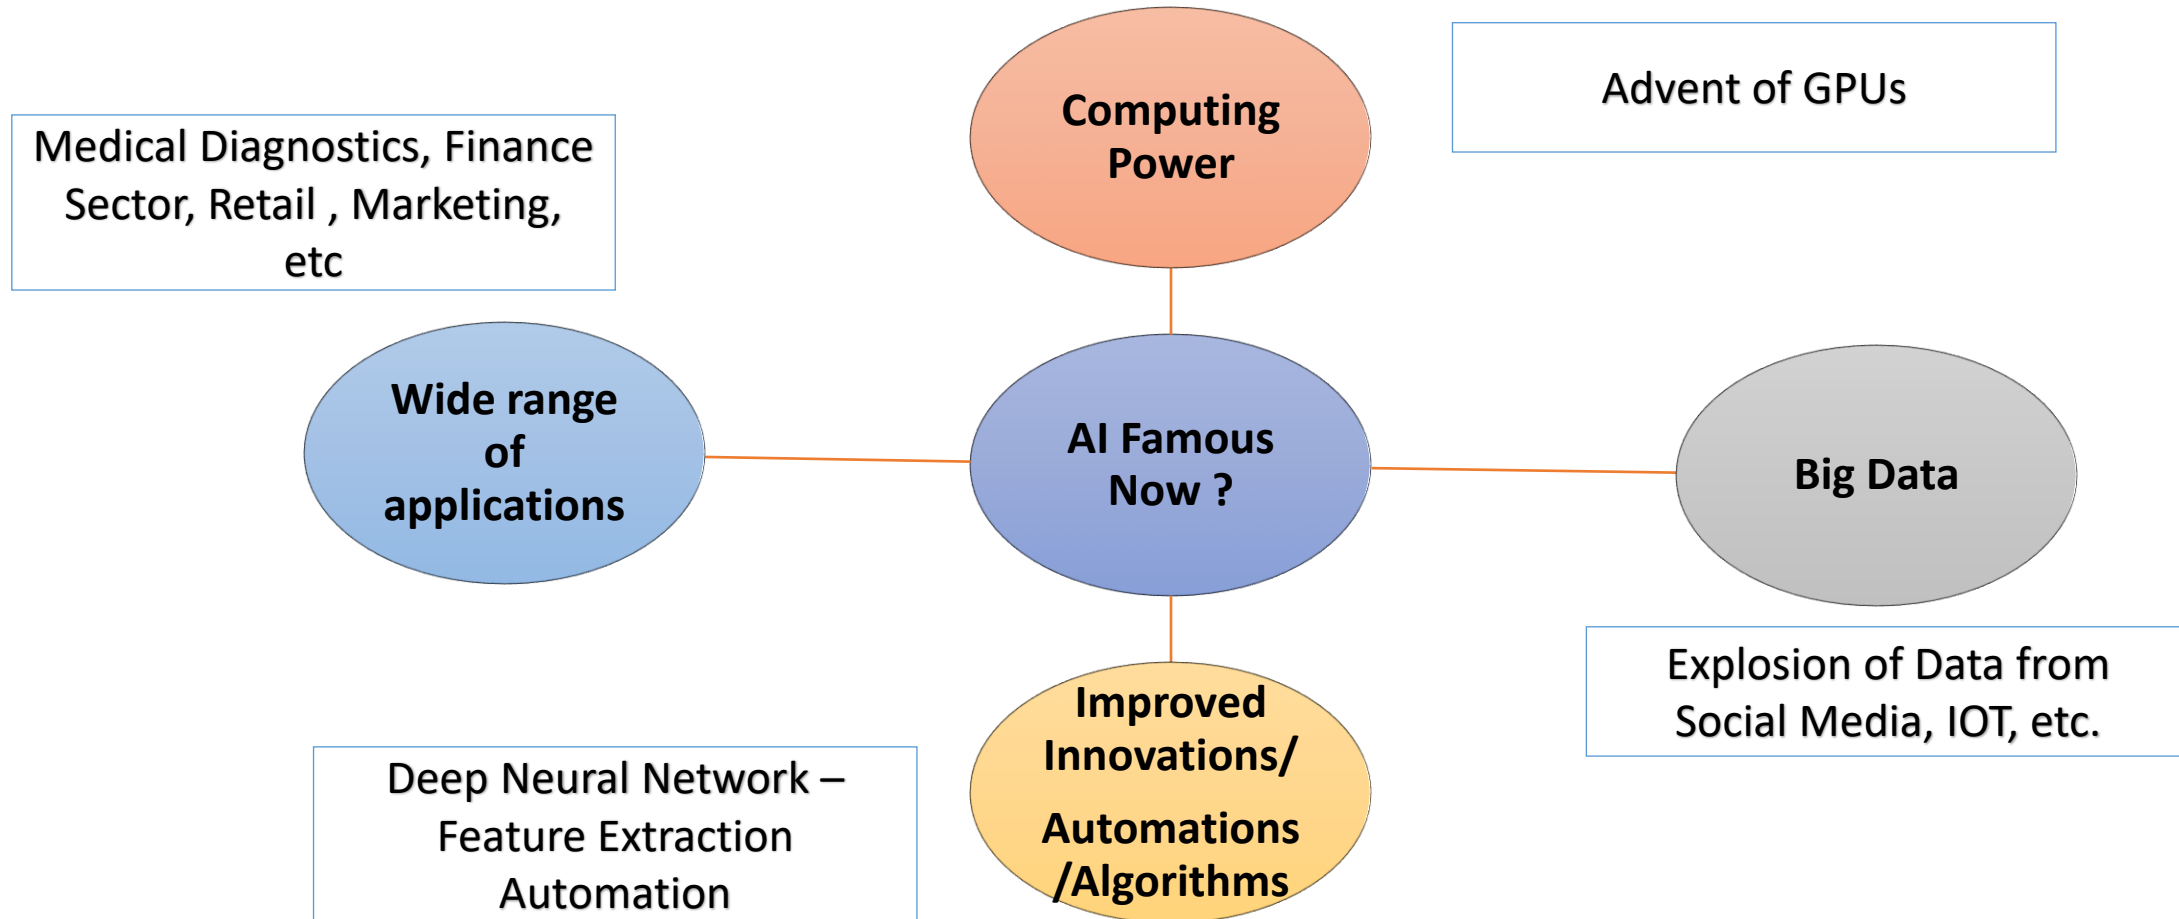 Computing
Power
Advent of GPUs
Medical Diagnostics, Finance
Sector, Retail , Marketing,
etc
Wide range
of
applications
AI Famous
Now ?
Big Data
Explosion of Data from
Social Media, IOT, etc.
Improved
Innovations/
Automations
/Algorithms
Deep Neural Network –
Feature Extraction
Automation